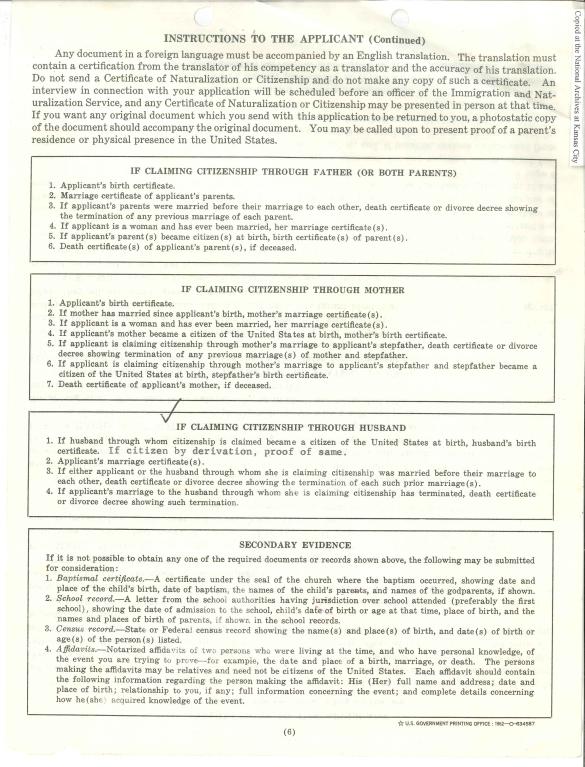 INSTRUCTIONS TO THE APPLICANT (Continued)
Any document in a foreign language must be accompanied by an English translation. The translation must
contain a certification from the translator of his competency as a translator and the accuracy of his translation.
Do not send a Certificate of Naturalization or Citizenship and do not make any copy of such a certificate. An
interview in connection with your application will be scheduled before an officer of the Immigration and Nat-
uralization Service, and any Certificate of Naturalization or Citizenship may be presented in person at that time.
If you want any original document which you send with this application to be returned to you, a photostatic copy
of the document should accompany the original document. You may be called upon to present proof of a parent's
residence or physical presence in the United States.
IF CLAIMING CITIZENSHIP THROUGH FATHER (OR BOTH PARENTS)
1. Applicant's birth certificate.
2. Marriage certificate of applicant's parents.
3. If applicant's parents were married before their marriage to each other, death certificate or divorce decree showing
the termination of any previous marriage of each parent.
4. If applicant is a woman and has ever been married, her marriage certificate(s).
5. If applicant's parent(s) became citizen(s) at birth, birth certificate(s) of parent(s).
6. Death certificate(s) of applicant's parent(s), if deceased.
IF CLAIMING CITIZENSHIP THROUGH MOTHER
1. Applicant's birth certificate.
2. If mother has married since applicant's birth, mother's marriage certificate(s).
3. If applicant is a woman and has ever been married, her marriage certificate(s).
4. If applicant's mother became a citizen of the United States at birth, mother's birth certificate.
5. If applicant is claiming citizenship through mother's marriage to applicant's stepfather, death certificate or divorce
decree showing termination of any previous marriage(s) of mother and stepfather.
6. If applicant is claiming citizenship through mother's marriage to applicant's stepfather and stepfather became a
citizen of the United States at birth, stepfather's birth certificate.
7. Death certificate of applicant's mother, if deceased.
IF CLAIMING CITIZENSHIP THROUGH HUSBAND
1. If husband through whom citizenship is claimed became a citizen of the United States at birth, husband's birth
certificate. If citizen by derivation, proof of same.
2. Applicant's marriage certificate(s).
3. If either applicant or the husband through whom she is claiming citizenship was married before their marriage to
each other, death certificate or divorce decree showing the termination of each such prior marriage(s).
4. If applicant's marriage to the husband through whom she is claiming citizenship has terminated, death certificate
or divorce decree showing such termination.
SECONDARY EVIDENCE
If it is not possible to obtain any one of the required documents or records shown above, the following may be submitted
for consideration:
1. Baptismal certificate.—A certificate under the seal of the church where the baptism occurred, showing date and
place of the child's birth, date of baptism, the names of the child's parents, and names of the godparents, if shown.
2. School record.—A letter from the school authorities having jurisdiction over school attended (preferably the first
school), showing the date of admission to the school, child's date of birth or age at that time, place of birth, and the
names and places of birth of parents, if shown in the school records.
3. Census record.—State or Federal census record showing the name(s) and place(s) of birth, and date(s) of birth or
age(s) of the person(s) listed.
4. Affidavits.—Notarized affidavits of two persons who were living at the time, and who have personal knowledge, of
the event you are trying to prove—for example, the date and place of a birth, marriage, or death. The persons
making the affidavits may be relatives and need not be citizens of the United States. Each affidavit should contain
the following information regarding the person making the affidavit: His (Her) full name and address; date and
place of birth; relationship to you, if any; full information concerning the event; and complete details concerning
how he(she) acquired knowledge of the event.
☆ U.S. GOVERNMENT PRINTING OFFICE : 1962—O-634587
(6)
Copied at the National Archives at Kansas City